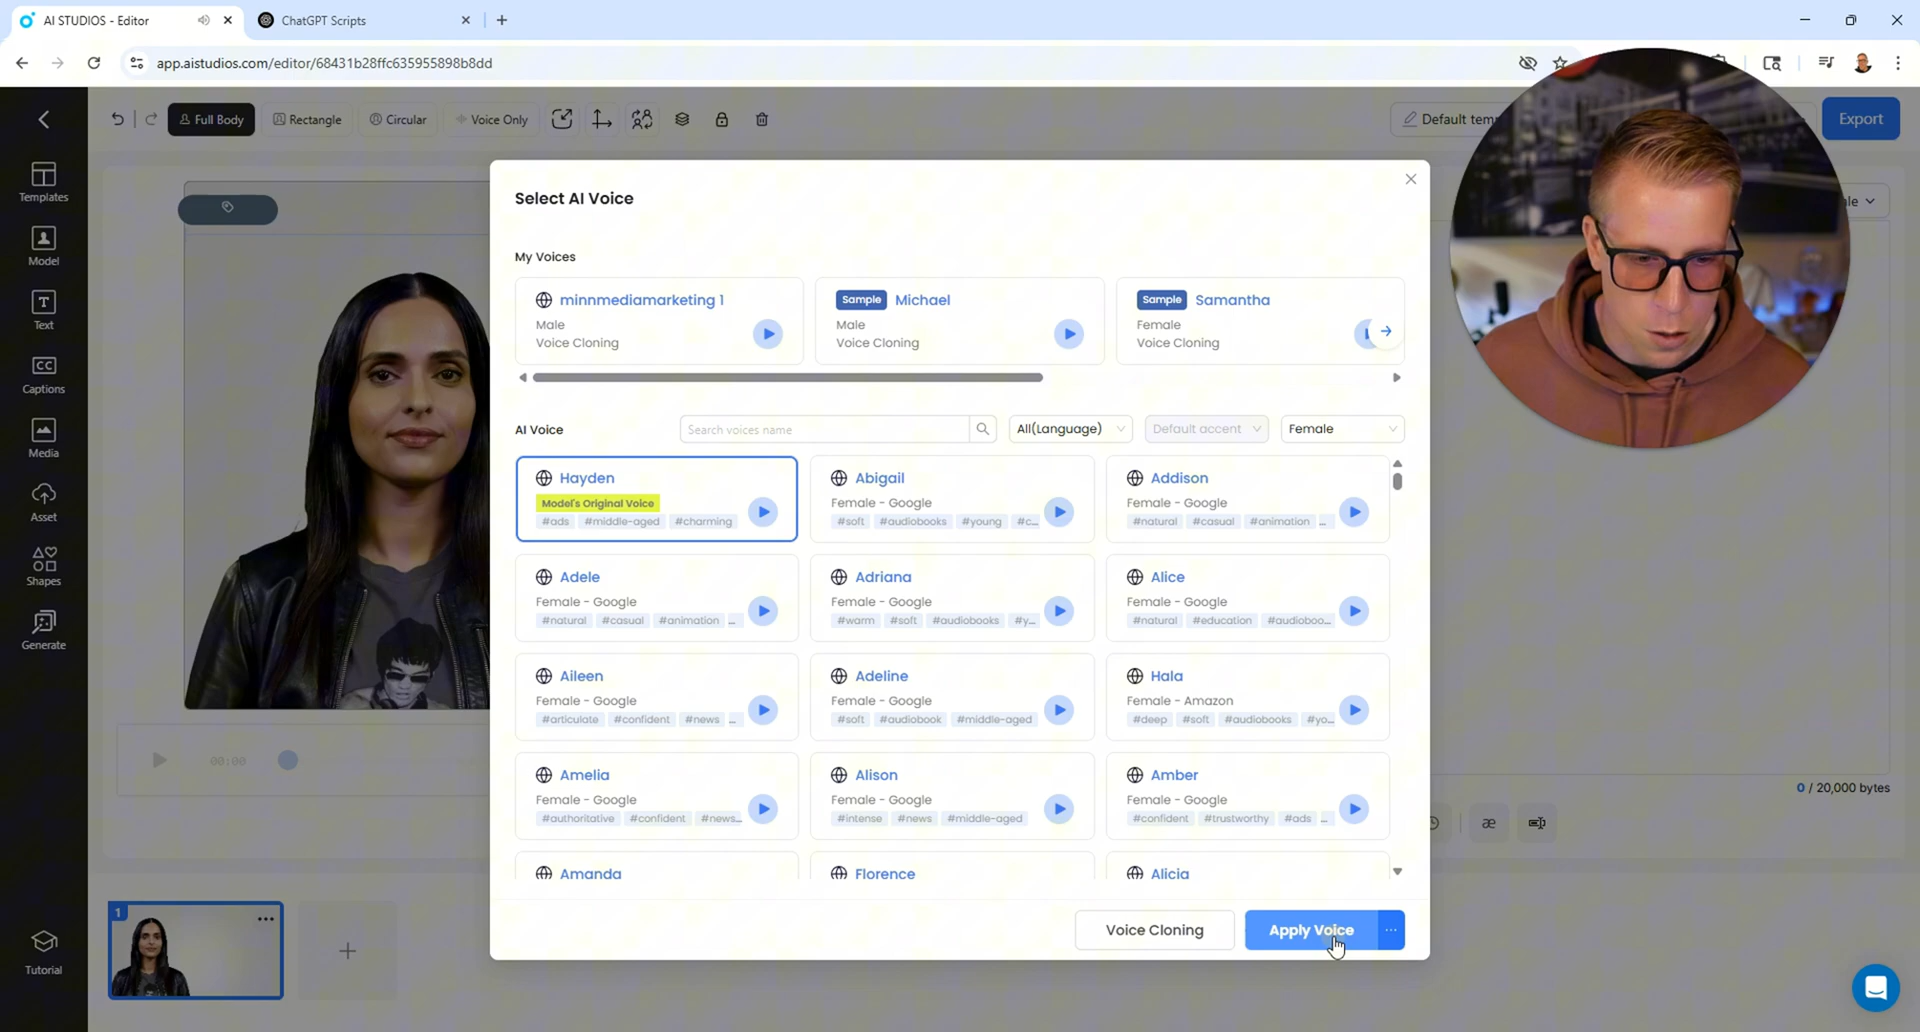 AI STUDIOS - Editor
ChatGPT Scripts
app.aistudios.com/editor/68431b28ffc635955898b8dd
Full Body
Rectangle
Circular
Voice Only
Default
Export
Templates
Model
Text
Captions
Media
Asset
Shapes
Generate
Tutorial
Select AI Voice
My Voices
minnmediamarketing 1
Male
Voice Cloning
Sample Michael
Male
Voice Cloning
Sample Samantha
Female
Voice Cloning
AI Voice
Search voices name
All(Language)
Default accent
Female
Hayden
Model's Original Voice
#ads #middle-aged #charming
Abigail
Female - Google
#soft #audiobooks #young #c...
Addison
Female - Google
#natural #casual #animation ...
Adele
Female - Google
#natural #casual #animation ...
Adriana
Female - Google
#warm #soft #audiobooks #y...
Alice
Female - Google
#natural #education #audioboo...
Aileen
Female - Google
#articulate #confident #news ...
Adeline
Female - Google
#soft #audiobook #middle-aged
Hala
Female - Amazon
#deep #soft #audiobooks #yo...
Amelia
Female - Google
#authoritative #confident #news...
Alison
Female - Google
#intense #news #middle-aged
Amber
Female - Google
#confident #trustworthy #ads ...
Amanda
Florence
Alicia
Voice Cloning
Apply Voice
...
00:00
0 / 20,000 bytes
æ
1